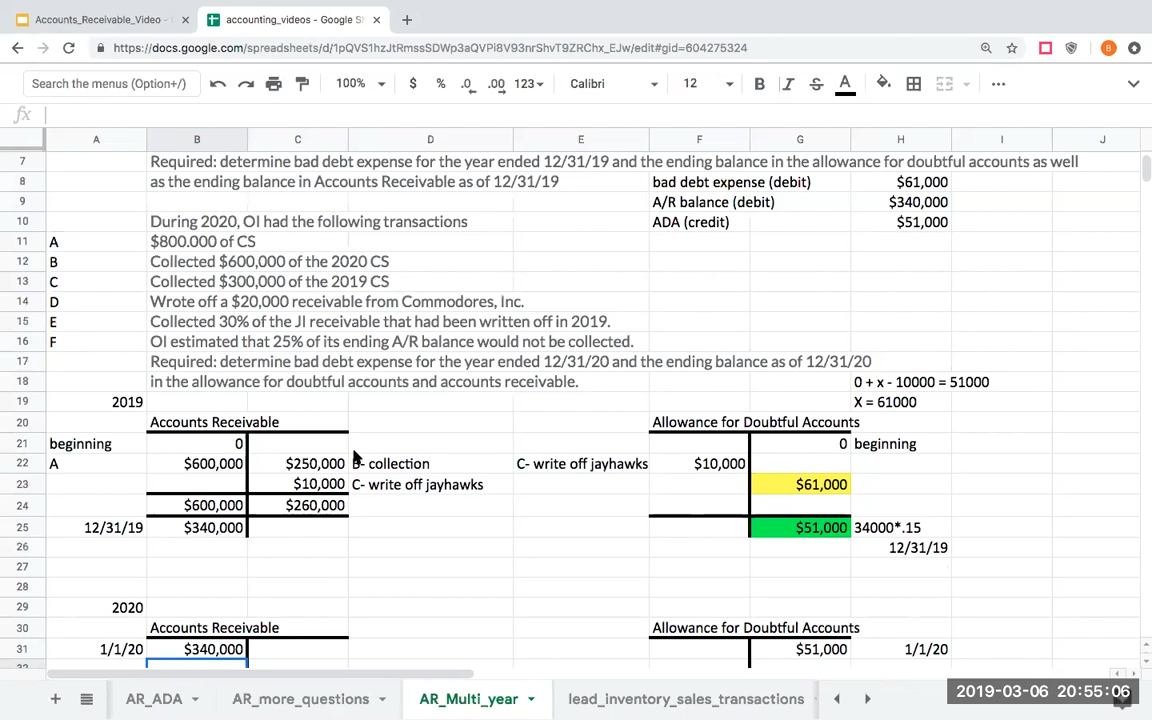 Accounts_Receivable_Video -
accounting_videos - Google S
https://docs.google.com/spreadsheets/d/1pQVS1hzJtRmssSDWp3aQVPi8V93nrShvT9ZRChx_EJw/edit#gid=604275324
B
Search the menus (Option+/) 100% $ % .0 .00 123 Calibri 12 B I S A
fx
A B C D E F G H I J
7 Required: determine bad debt expense for the year ended 12/31/19 and the ending balance in the allowance for doubtful accounts as well
8 as the ending balance in Accounts Receivable as of 12/31/19 bad debt expense (debit) $61,000
9 A/R balance (debit) $340,000
10 During 2020, OI had the following transactions ADA (credit) $51,000
11 A $800.000 of CS
12 B Collected $600,000 of the 2020 CS
13 C Collected $300,000 of the 2019 CS
14 D Wrote off a $20,000 receivable from Commodores, Inc.
15 E Collected 30% of the JI receivable that had been written off in 2019.
16 F OI estimated that 25% of its ending A/R balance would not be collected.
17 Required: determine bad debt expense for the year ended 12/31/20 and the ending balance as of 12/31/20
18 in the allowance for doubtful accounts and accounts receivable. 0 + x - 10000 = 51000
19 2019 X = 61000
20 Accounts Receivable Allowance for Doubtful Accounts
21 beginning 0 0 beginning
22 A $600,000 $250,000 - collection C- write off jayhawks $10,000
23 $10,000 C- write off jayhawks $61,000
24 $600,000 $260,000
25 12/31/19 $340,000 $51,000 34000*.15
26 12/31/19
27
28
29 2020
30 Accounts Receivable Allowance for Doubtful Accounts
31 1/1/20 $340,000 $51,000 1/1/20
AR_ADA AR_more_questions AR_Multi_year lead_inventory_sales_transactions
2019-03-06 20:55:06